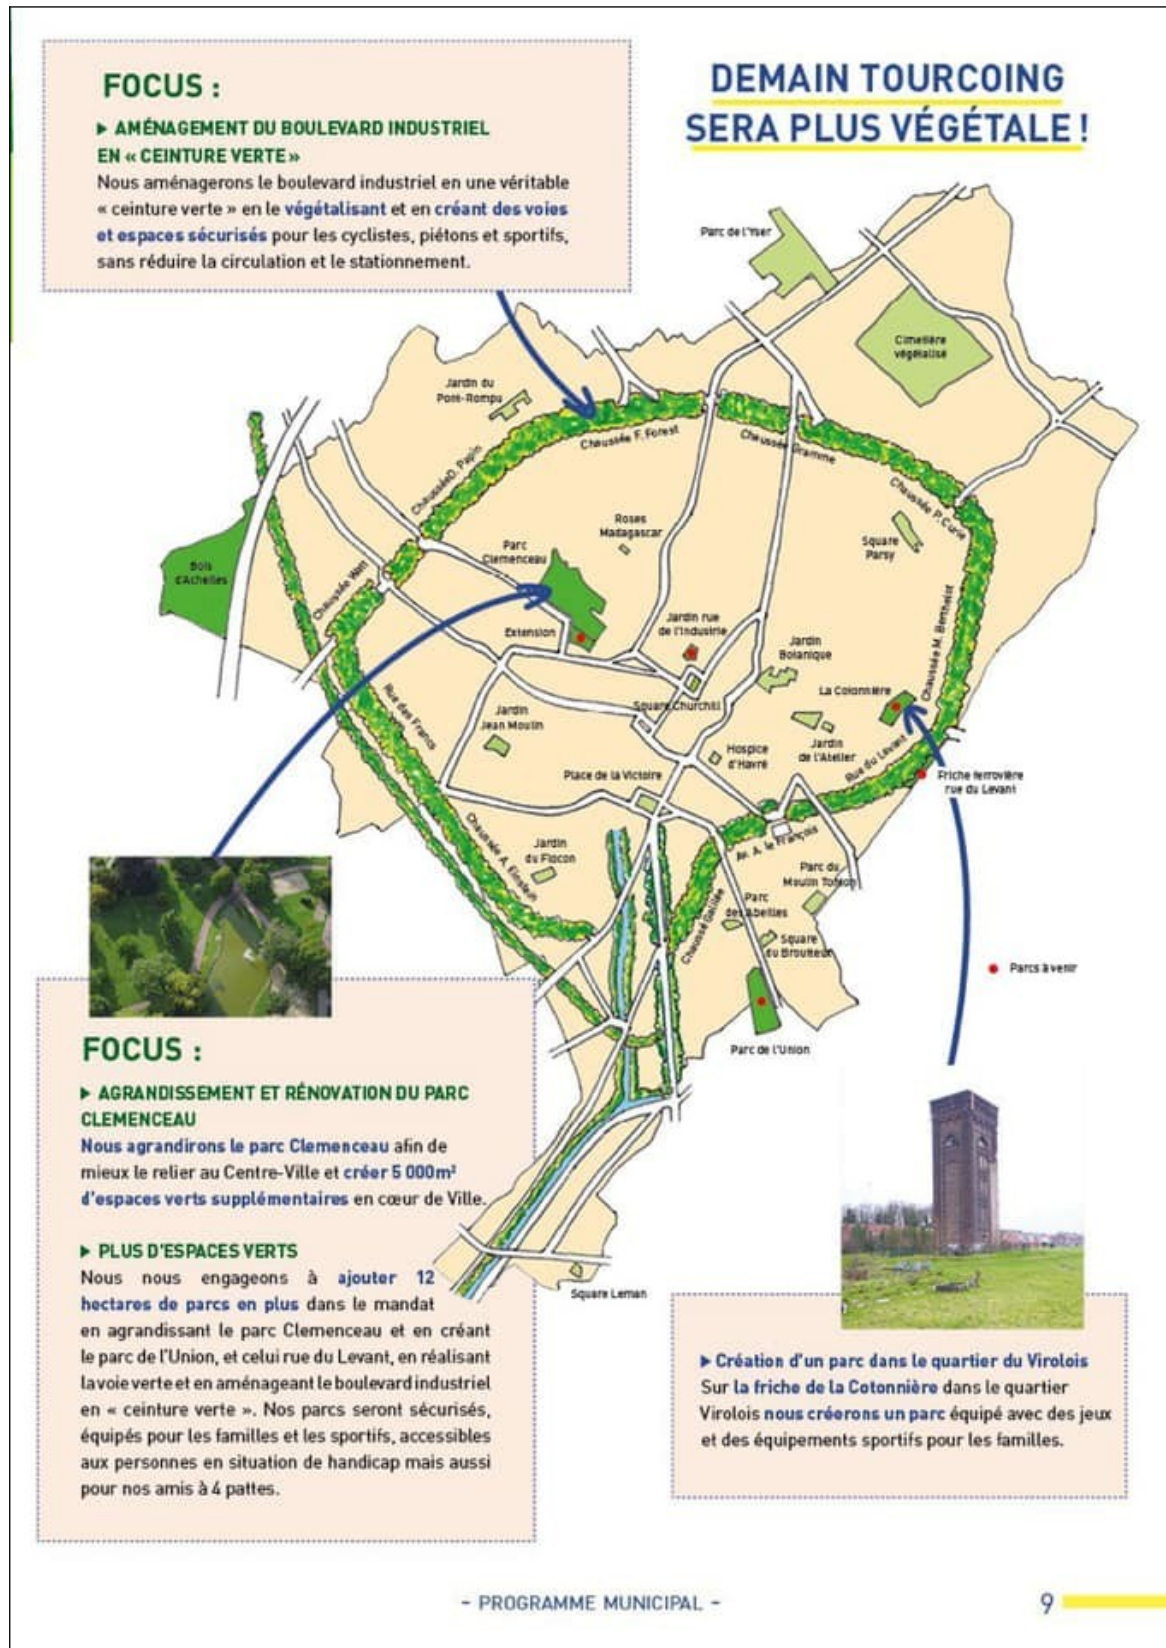 FOCUS :
▶ AMÉNAGEMENT DU BOULEVARD INDUSTRIEL
EN « CEINTURE VERTE »
Nous aménagerons le boulevard industriel en une véritable
« ceinture verte » en le végétalisant et en créant des voies
et espaces sécurisés pour les cyclistes, piétons et sportifs,
sans réduire la circulation et le stationnement.
DEMAIN TOURCOING
SERA PLUS VÉGÉTALE !
Parc de l'Yser
Cimetière
végétalisé
Jardin du
Pont-Rompu
Chaussée F. Forest
Chaussée Gramme
Chaussée D. Papin
Chaussée P. Curie
Roses
Madagascar
Square
Parsy
Parc
Clemenceau
Bois
d'Achelles
Chaussée Watt
Chaussée M. Berthelot
Extension
Jardin rue
de l'Industrie
Jardin
Botanique
La Cotonnière
Rue des Francs
Square Churchill
Jardin
Jean Moulin
Hospice
d'Havré
Jardin
de l'Atelier
Rue du Levant
Place de la Victoire
Friche ferrovière
rue du Levant
Chaussée A. Einstein
Jardin
du Flocon
Av. A. le François
Parc du
Moulin Tonton
Chaussé Galilée
Parc
des Abeilles
Square
du Broutteux
Parcs à venir
Parc de l'Union
FOCUS :
▶ AGRANDISSEMENT ET RÉNOVATION DU PARC
CLEMENCEAU
Nous agrandirons le parc Clemenceau afin de
mieux le relier au Centre-Ville et créer 5 000m²
d'espaces verts supplémentaires en cœur de Ville.
▶ PLUS D'ESPACES VERTS
Nous nous engageons à ajouter 12
hectares de parcs en plus dans le mandat
en agrandissant le parc Clemenceau et en créant
le parc de l'Union, et celui rue du Levant, en réalisant
la voie verte et en aménageant le boulevard industriel
en « ceinture verte ». Nos parcs seront sécurisés,
équipés pour les familles et les sportifs, accessibles
aux personnes en situation de handicap mais aussi
pour nos amis à 4 pattes.
Square Leman
▶ Création d'un parc dans le quartier du Virolois
Sur la friche de la Cotonnière dans le quartier
Virolois nous créerons un parc équipé avec des jeux
et des équipements sportifs pour les familles.
- PROGRAMME MUNICIPAL -
9